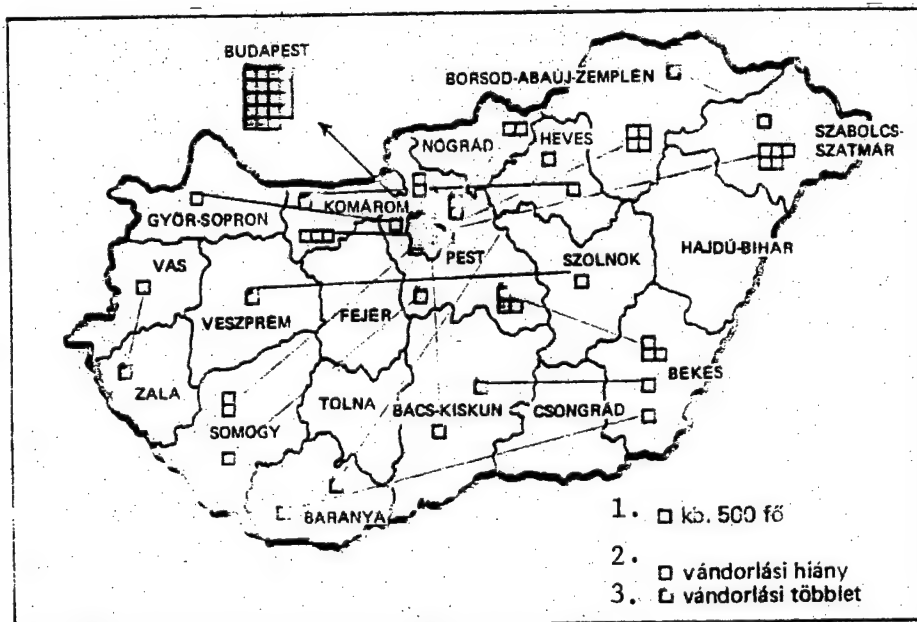 BUDAPEST
BORSOD-ABAÚJ-ZEMPLÉN
NÓGRÁD
HEVES
SZABOLCS-
SZATMÁR
KOMÁROM
GYŐR-SOPRON
HAJDÚ-BIHAR
VAS
PEST
SZOLNOK
VESZPRÉM
FEJÉR
BÉKÉS
ZALA
TOLNA
BÁCS-KISKUN
CSONGRÁD
SOMOGY
BARANYA
1. kb. 500 fő
2. vándorlási hiány
3. vándorlási többlet